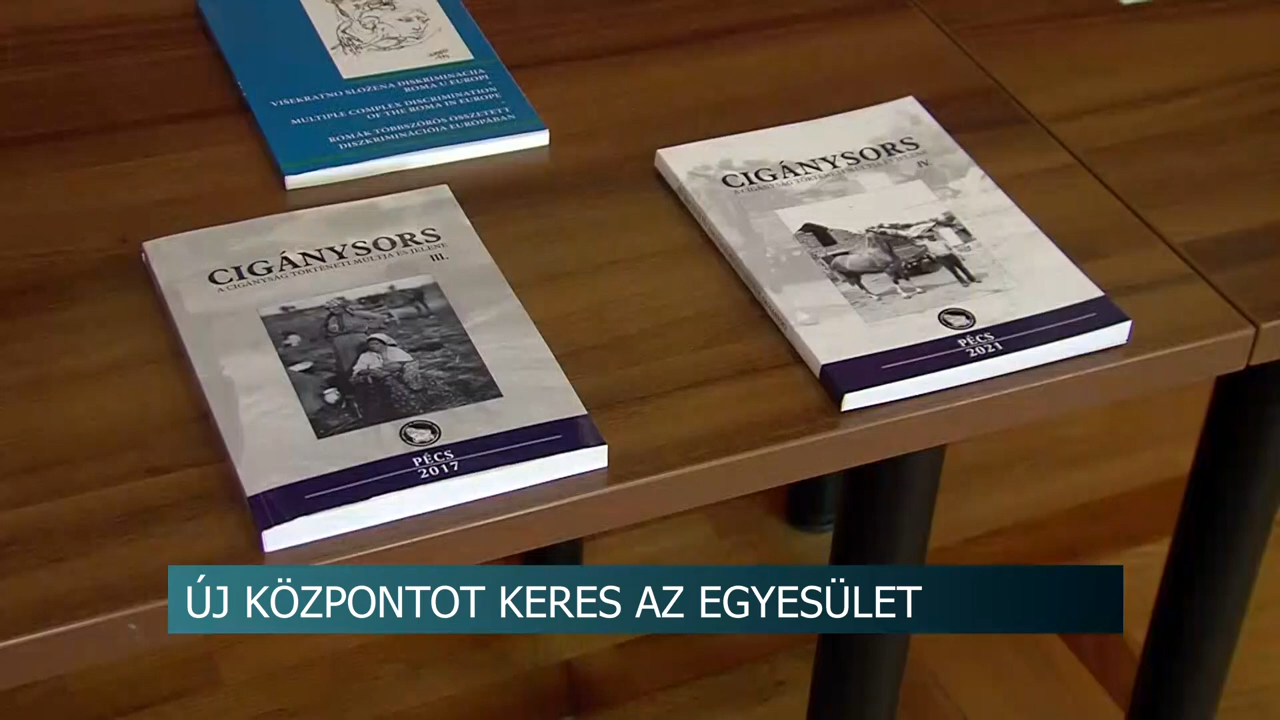 VIŠEKRATNO SLOŽENA DISKRIMINACIJA
ROMA U EUROPI
MULTIPLE COMPLEX DISCRIMINATION
OF THE ROMA IN EUROPE
ROMÁK TÖBBSZÖRÖS ÖSSZETETT
DISZKRIMINÁCIÓJA EURÓPÁBAN
CIGÁNYSORS
A CIGÁNYSÁG TÖRTÉNETI MÚLTJA ÉS JELENE
III.
PÉCS
2017
CIGÁNYSORS
A CIGÁNYSÁG TÖRTÉNETI MÚLTJA ÉS JELENE
IV.
PÉCS
2021
ÚJ KÖZPONTOT KERES AZ EGYESÜLET